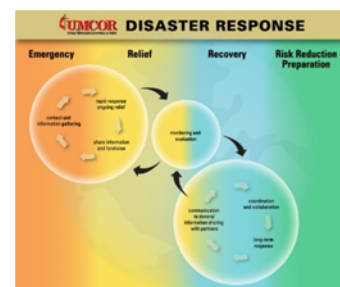 UMCOR DISASTER RESPONSE
Emergency
Relief
Recovery
Risk Reduction
Preparation
rapid response
ongoing relief
contact and
information gathering
share information
and fundraise
monitoring and
evaluation
coordination
and collaboration
communication
to donors/
information sharing
with partners
long-term
response